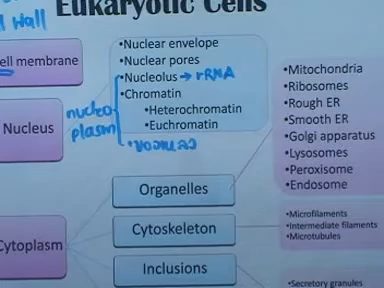 Eukaryotic Cells
wall
ell membrane
Nucleus
•Nuclear envelope
•Nuclear pores
•Nucleolus → rRNA
•Chromatin
•Heterochromatin
•Euchromatin
nucleo
plasm
Organelles
•Mitochondria
•Ribosomes
•Rough ER
•Smooth ER
•Golgi apparatus
•Lysosomes
•Peroxisome
•Endosome
Cytoplasm
Cytoskeleton
•Microfilaments
•Intermediate filaments
•Microtubules
Inclusions
•Secretory granules